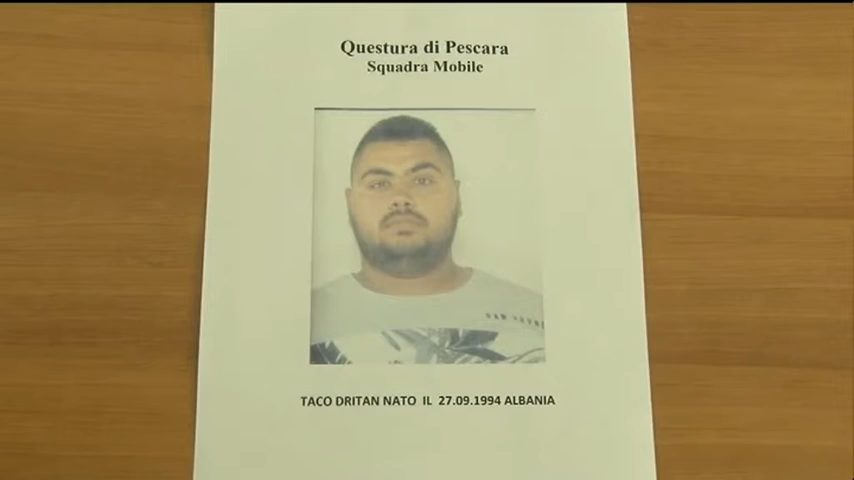 Questura di Pescara
Squadra Mobile
TACO DRITAN NATO IL 27.09.1994 ALBANIA